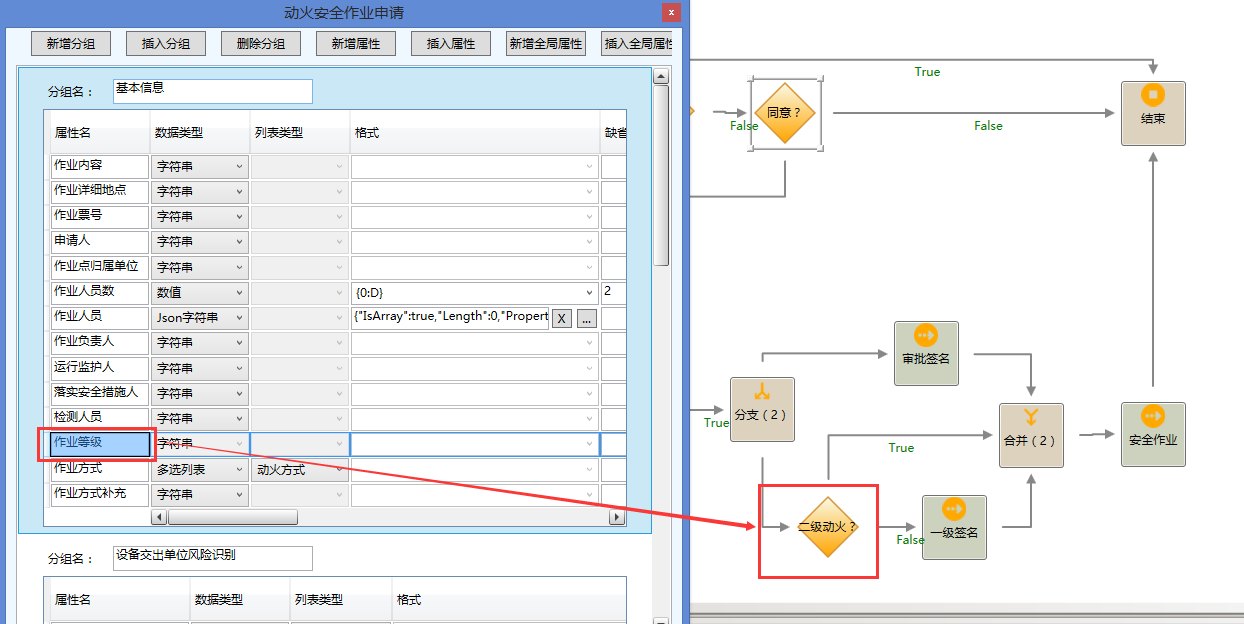 动火安全作业申请
x
新增分组 插入分组 删除分组 新增属性 插入属性 新增全局属性 插入全局属性
分组名： 基本信息
属性名 数据类型 列表类型 格式 缺省
作业内容 字符串
作业详细地点 字符串
作业票号 字符串
申请人 字符串
作业点归属单位 字符串
作业人员数 数值 {0:D} 2
作业人员 Json字符串 {"IsArray":true,"Length":0,"Propert X ...
作业负责人 字符串
运行监护人 字符串
落实安全措施人 字符串
检测人员 字符串
作业等级 字符串
作业方式 多选列表 动火方式
作业方式补充 字符串
分组名： 设备交出单位风险识别
属性名 数据类型 列表类型 格式
True
同意？
False
False
结束
审批签名
分支（2）
True
合并（2）
安全作业
True
二级动火？
False
一级签名